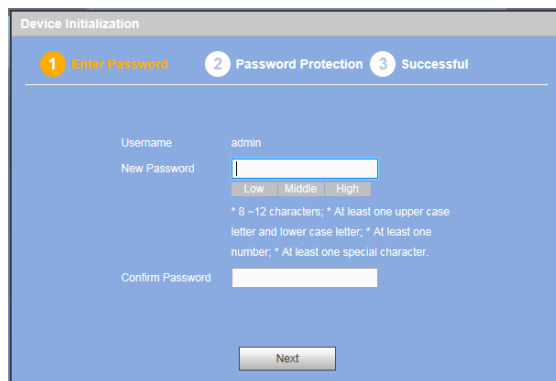 Device Initialization
1 Enter Password 2 Password Protection 3 Successful
Username admin
New Password
Low Middle High
* 8 ~12 characters; * At least one upper case
letter and lower case letter; * At least one
number; * At least one special character.
Confirm Password
Next